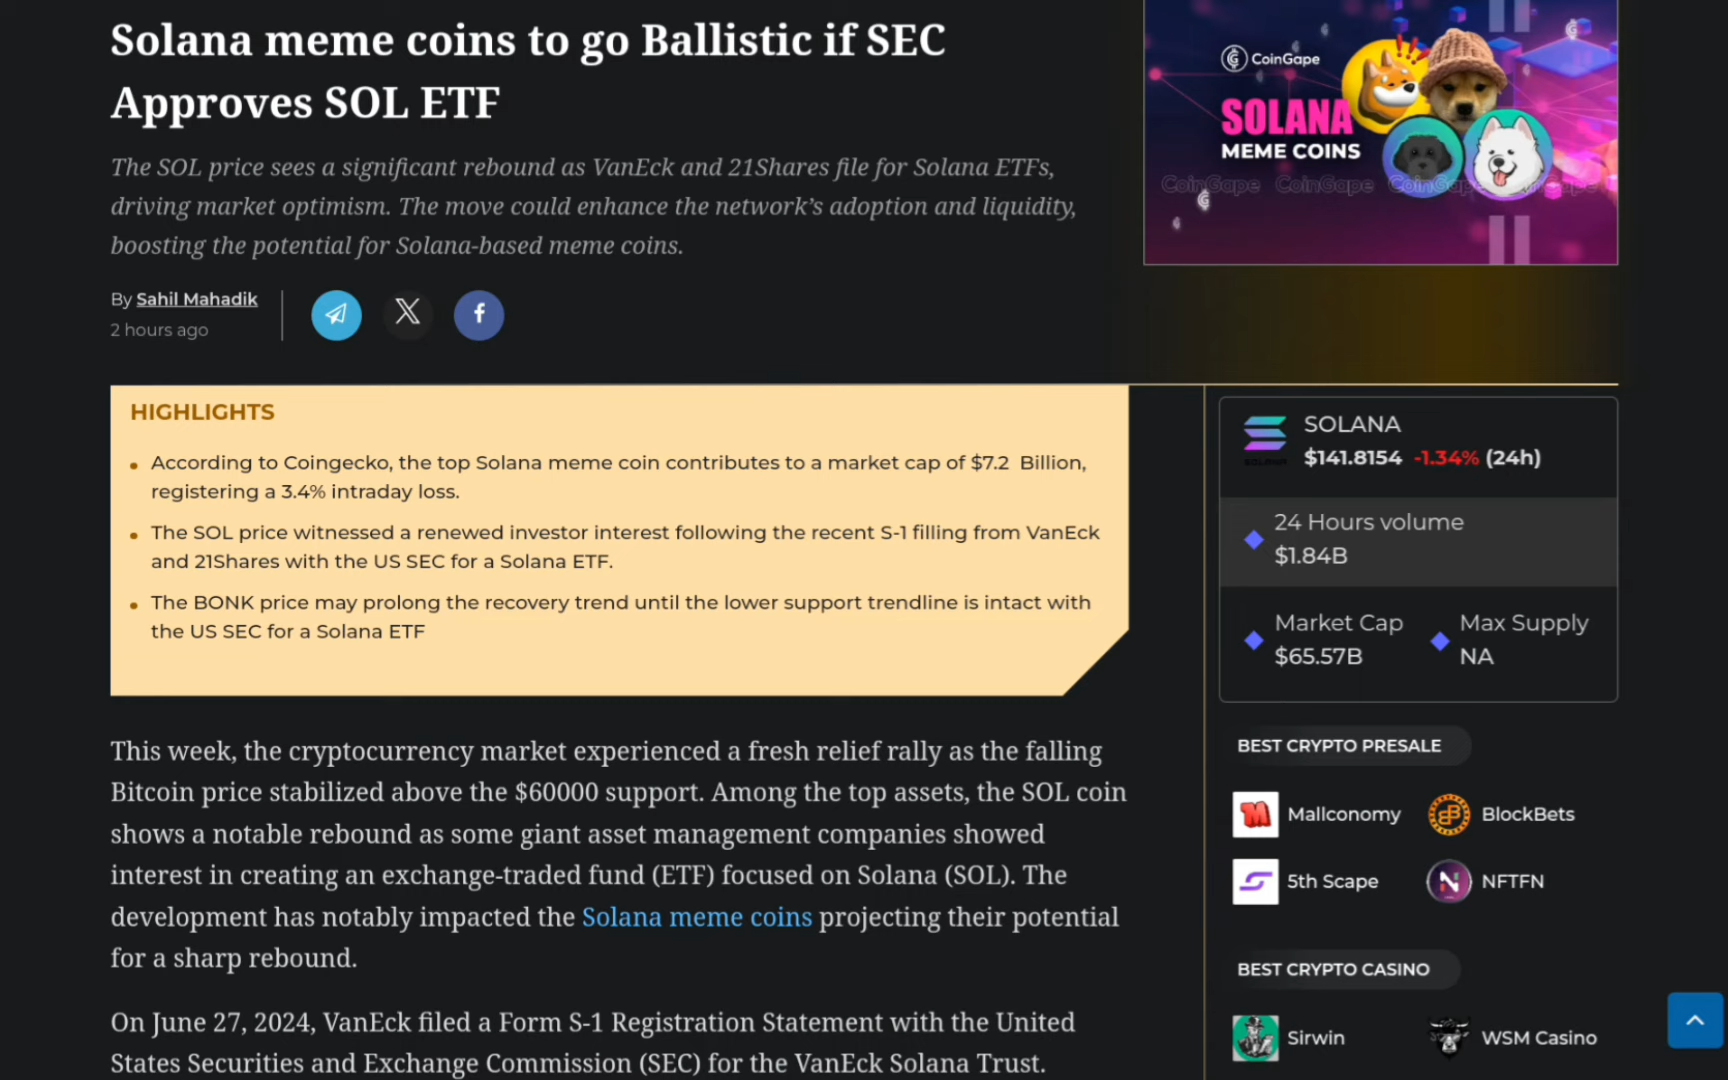 Solana meme coins to go Ballistic if SEC
Approves SOL ETF
The SOL price sees a significant rebound as VanEck and 21Shares file for Solana ETFs,
driving market optimism. The move could enhance the network’s adoption and liquidity,
boosting the potential for Solana-based meme coins.
By Sahil Mahadik
2 hours ago
CoinGape
SOLANA
MEME COINS
CoinGape CoinGape CoinGape
HIGHLIGHTS
According to Coingecko, the top Solana meme coin contributes to a market cap of $7.2 Billion,
registering a 3.4% intraday loss.
The SOL price witnessed a renewed investor interest following the recent S-1 filling from VanEck
and 21Shares with the US SEC for a Solana ETF.
The BONK price may prolong the recovery trend until the lower support trendline is intact with
the US SEC for a Solana ETF
This week, the cryptocurrency market experienced a fresh relief rally as the falling
Bitcoin price stabilized above the $60000 support. Among the top assets, the SOL coin
shows a notable rebound as some giant asset management companies showed
interest in creating an exchange-traded fund (ETF) focused on Solana (SOL). The
development has notably impacted the Solana meme coins projecting their potential
for a sharp rebound.
On June 27, 2024, VanEck filed a Form S-1 Registration Statement with the United
States Securities and Exchange Commission (SEC) for the VanEck Solana Trust.
SOLANA
$141.8154 -1.34% (24h)
24 Hours volume
$1.84B
Market Cap
$65.57B
Max Supply
NA
BEST CRYPTO PRESALE
Mallconomy
BlockBets
5th Scape
NFTFN
BEST CRYPTO CASINO
Sirwin
WSM Casino